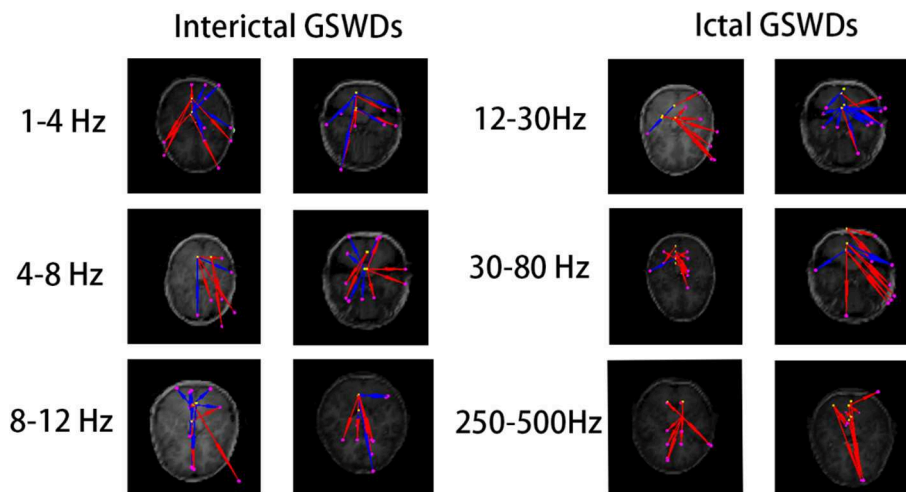 Interictal GSWDs
Ictal GSWDs
1-4 Hz
12-30Hz
4-8 Hz
30-80 Hz
8-12 Hz
250-500Hz